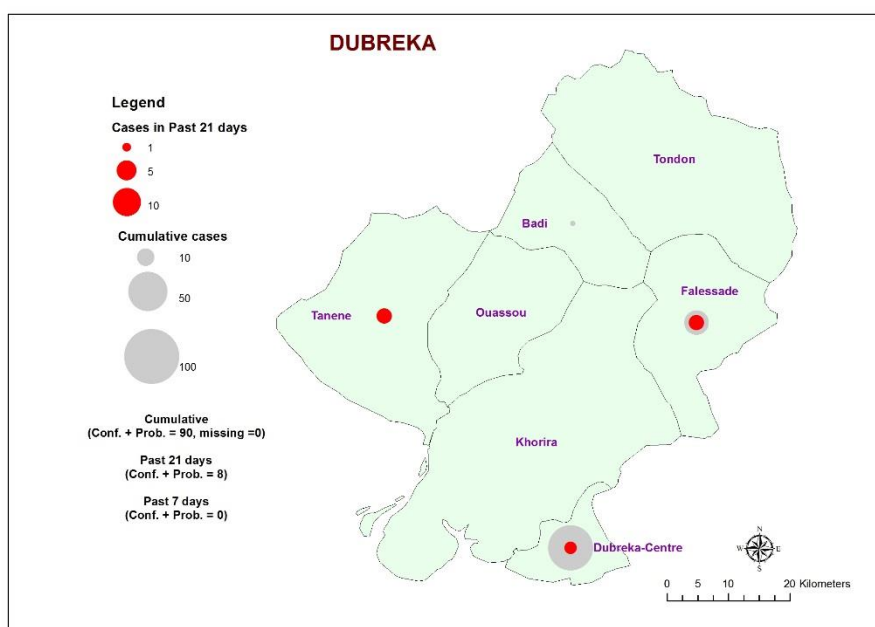 DUBREKA
Legend
Cases in Past 21 days
1
5
10
Cumulative cases
10
50
100
Cumulative
(Conf. + Prob. = 90, missing =0)
Past 21 days
(Conf. + Prob. = 8)
Past 7 days
(Conf. + Prob. = 0)
Tondon
Badi
Falessade
Tanene
Ouassou
Khorira
Dubreka-Centre
N
W E
S
0 5 10 20 Kilometers